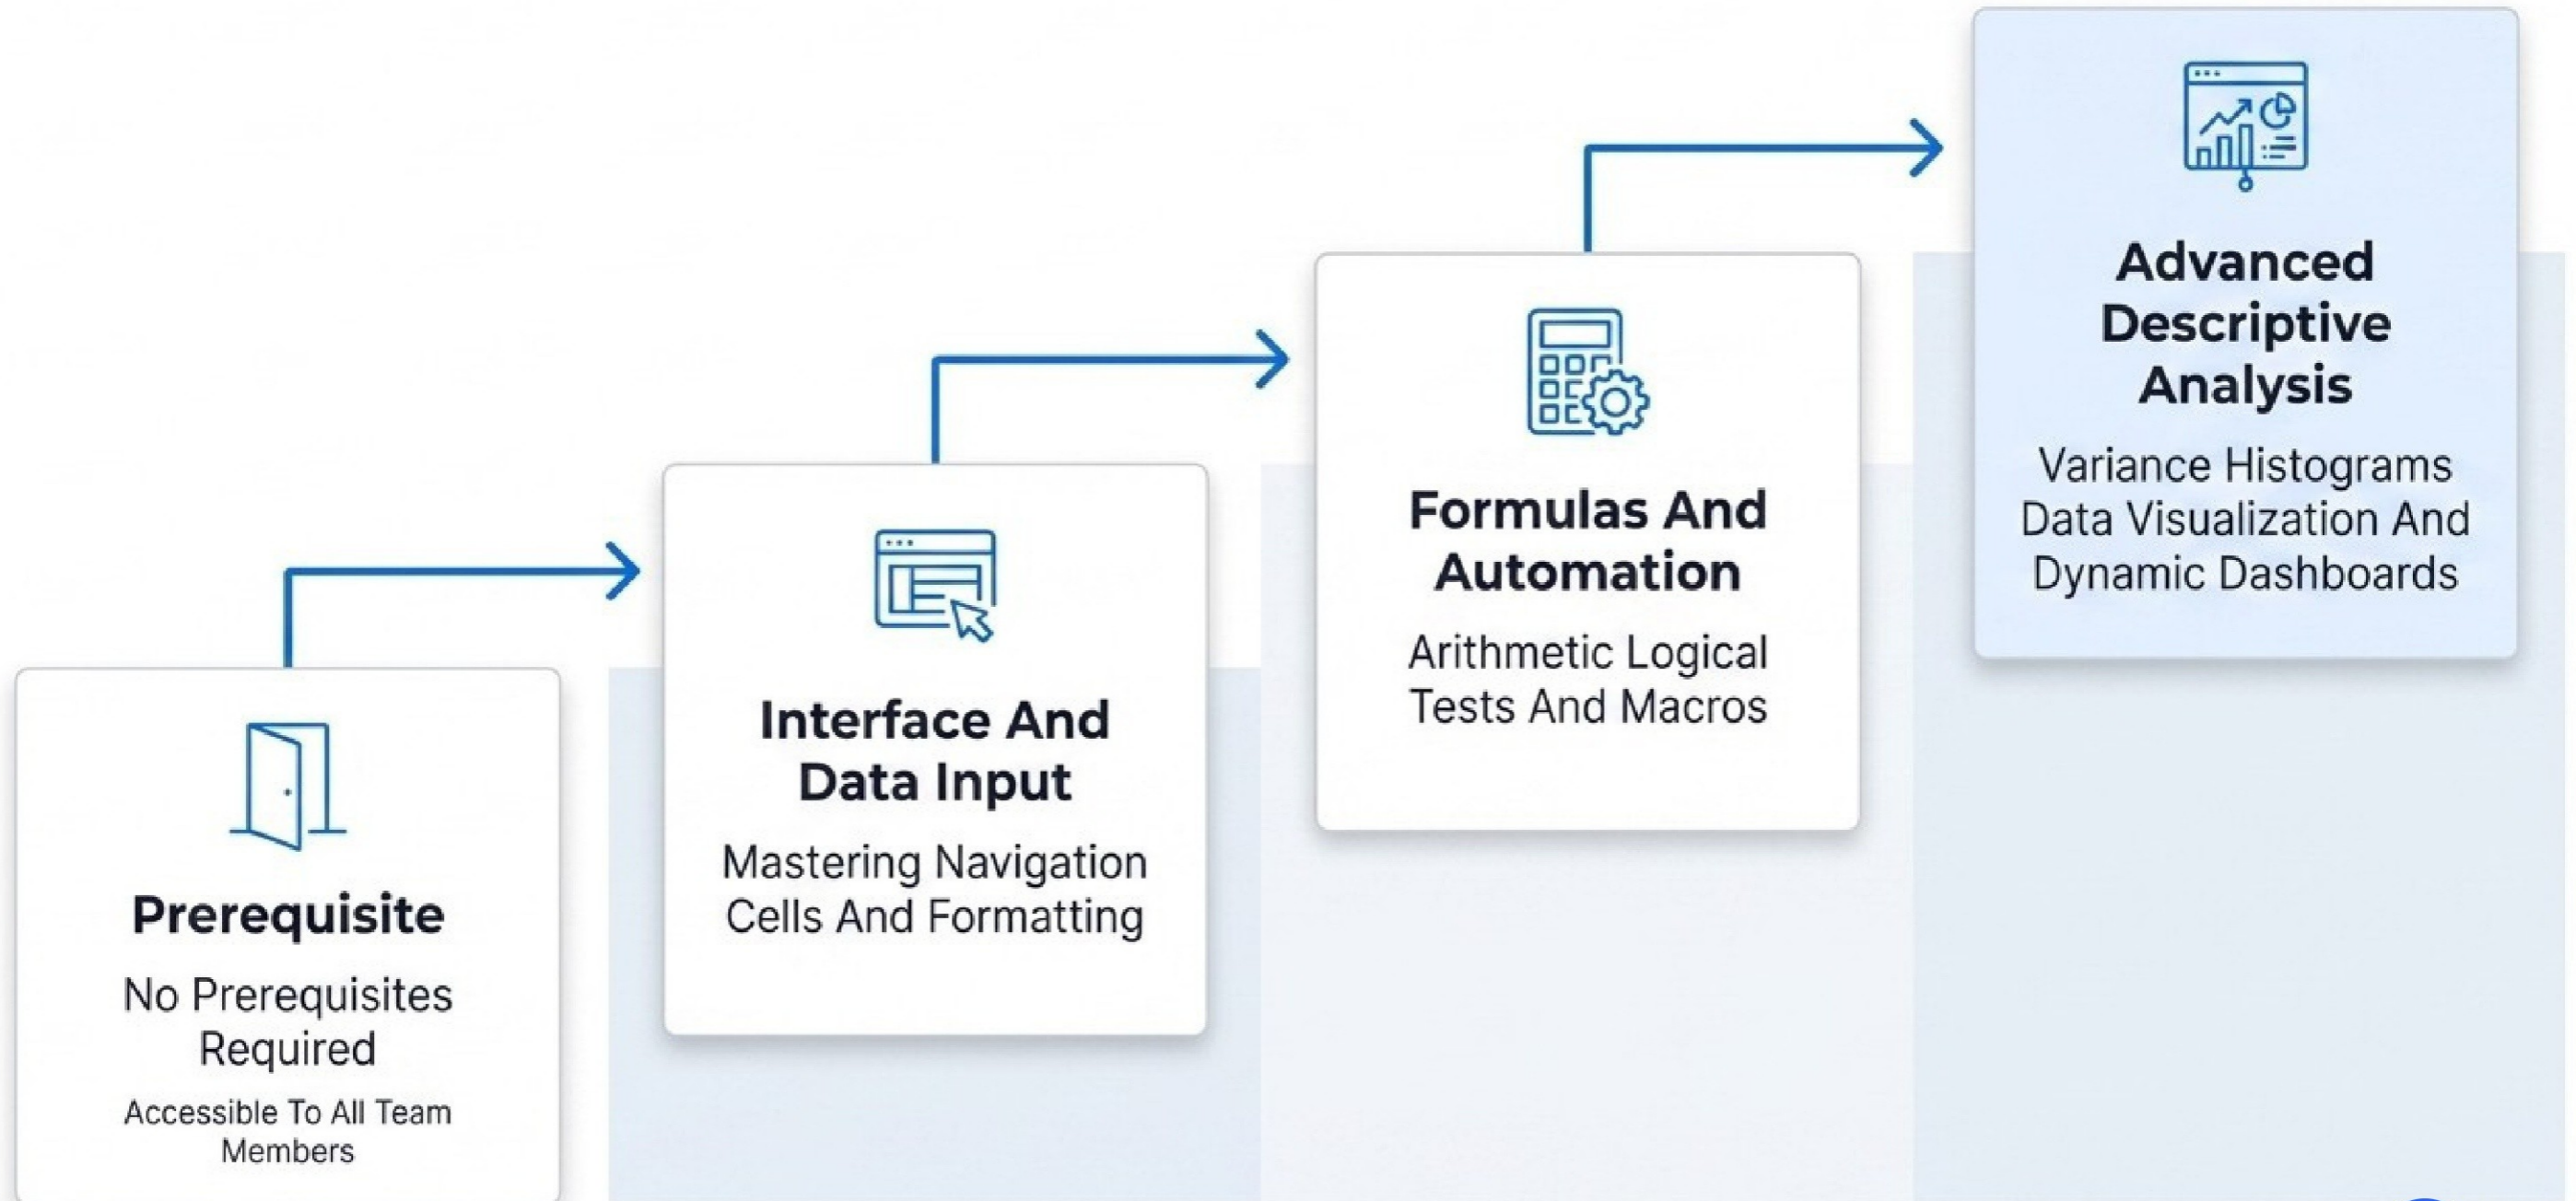 Prerequisite
No Prerequisites
Required
Accessible To All Team
Members
Interface And
Data Input
Mastering Navigation
Cells And Formatting
Formulas And
Automation
Arithmetic Logical
Tests And Macros
Advanced
Descriptive
Analysis
Variance Histograms
Data Visualization And
Dynamic Dashboards